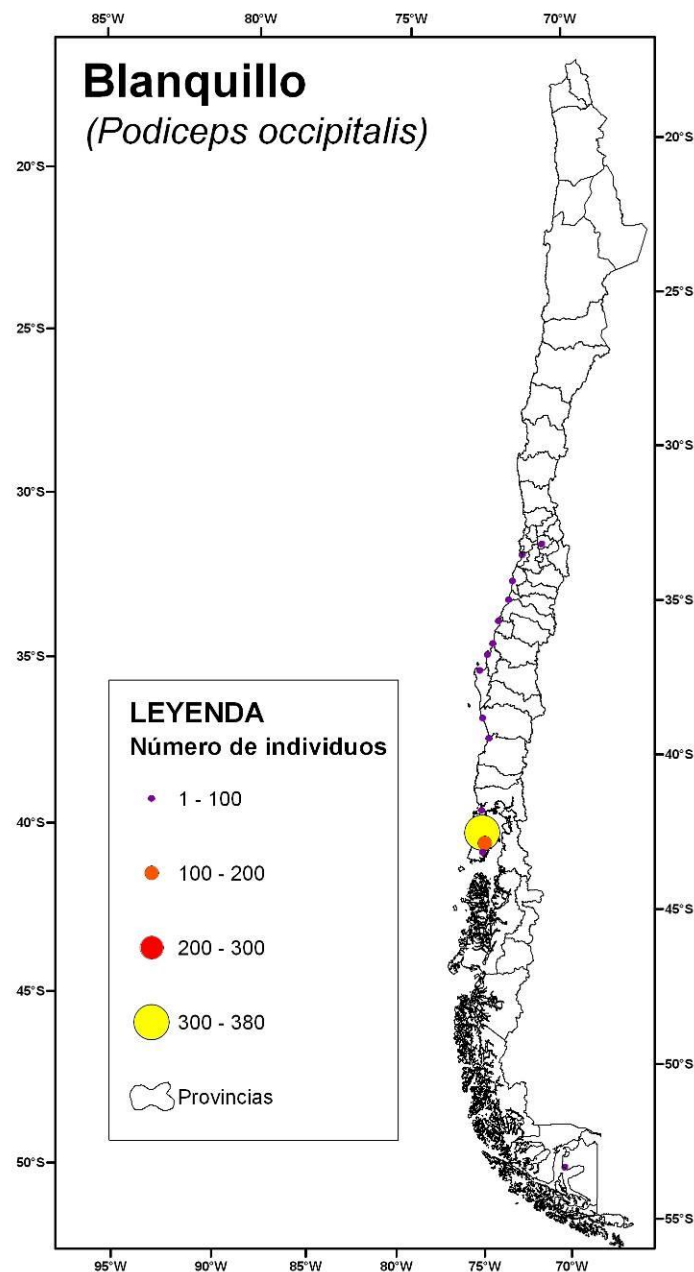 85°W 80°W 75°W 70°W
Blanquillo
(Podiceps occipitalis)
20°S 20°S
25°S 25°S
30°S 30°S
35°S 35°S
LEYENDA
Número de individuos
40°S
1 - 100
40°S
100 - 200
45°S
200 - 300
45°S
300 - 380
50°S
Provincias
50°S
55°S
95°W 90°W 85°W 80°W 75°W 70°W